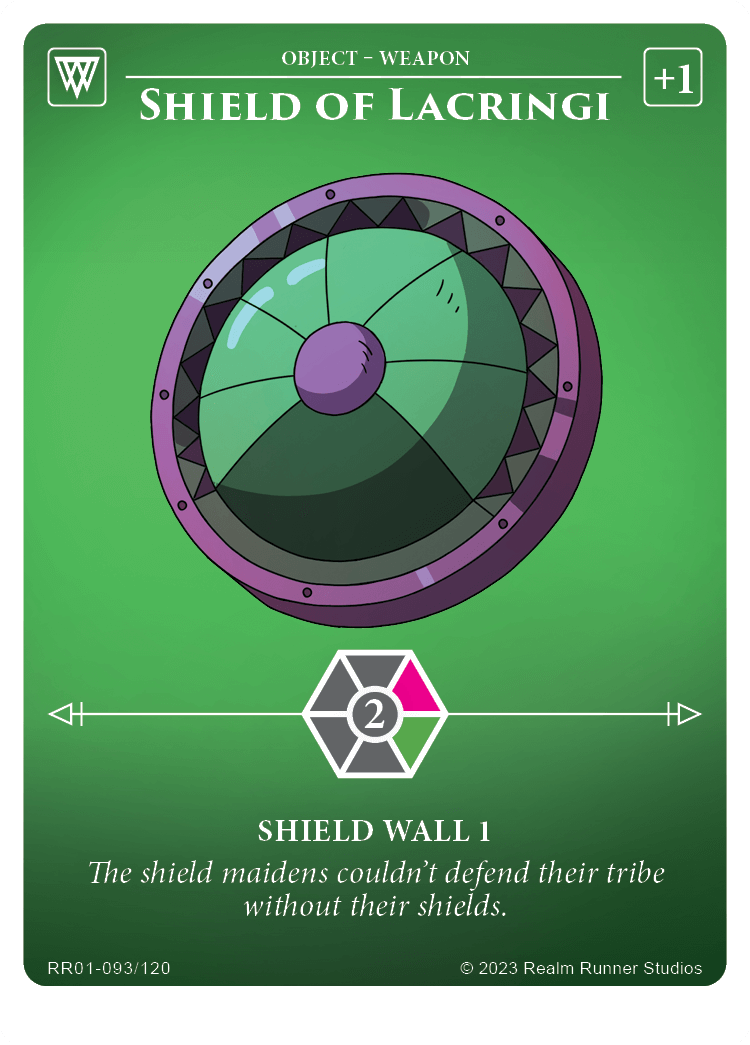 OBJECT – WEAPON
SHIELD OF LACRINGI
+1
2
SHIELD WALL 1
The shield maidens couldn't defend their tribe
without their shields.
RR01-093/120
© 2023 Realm Runner Studios